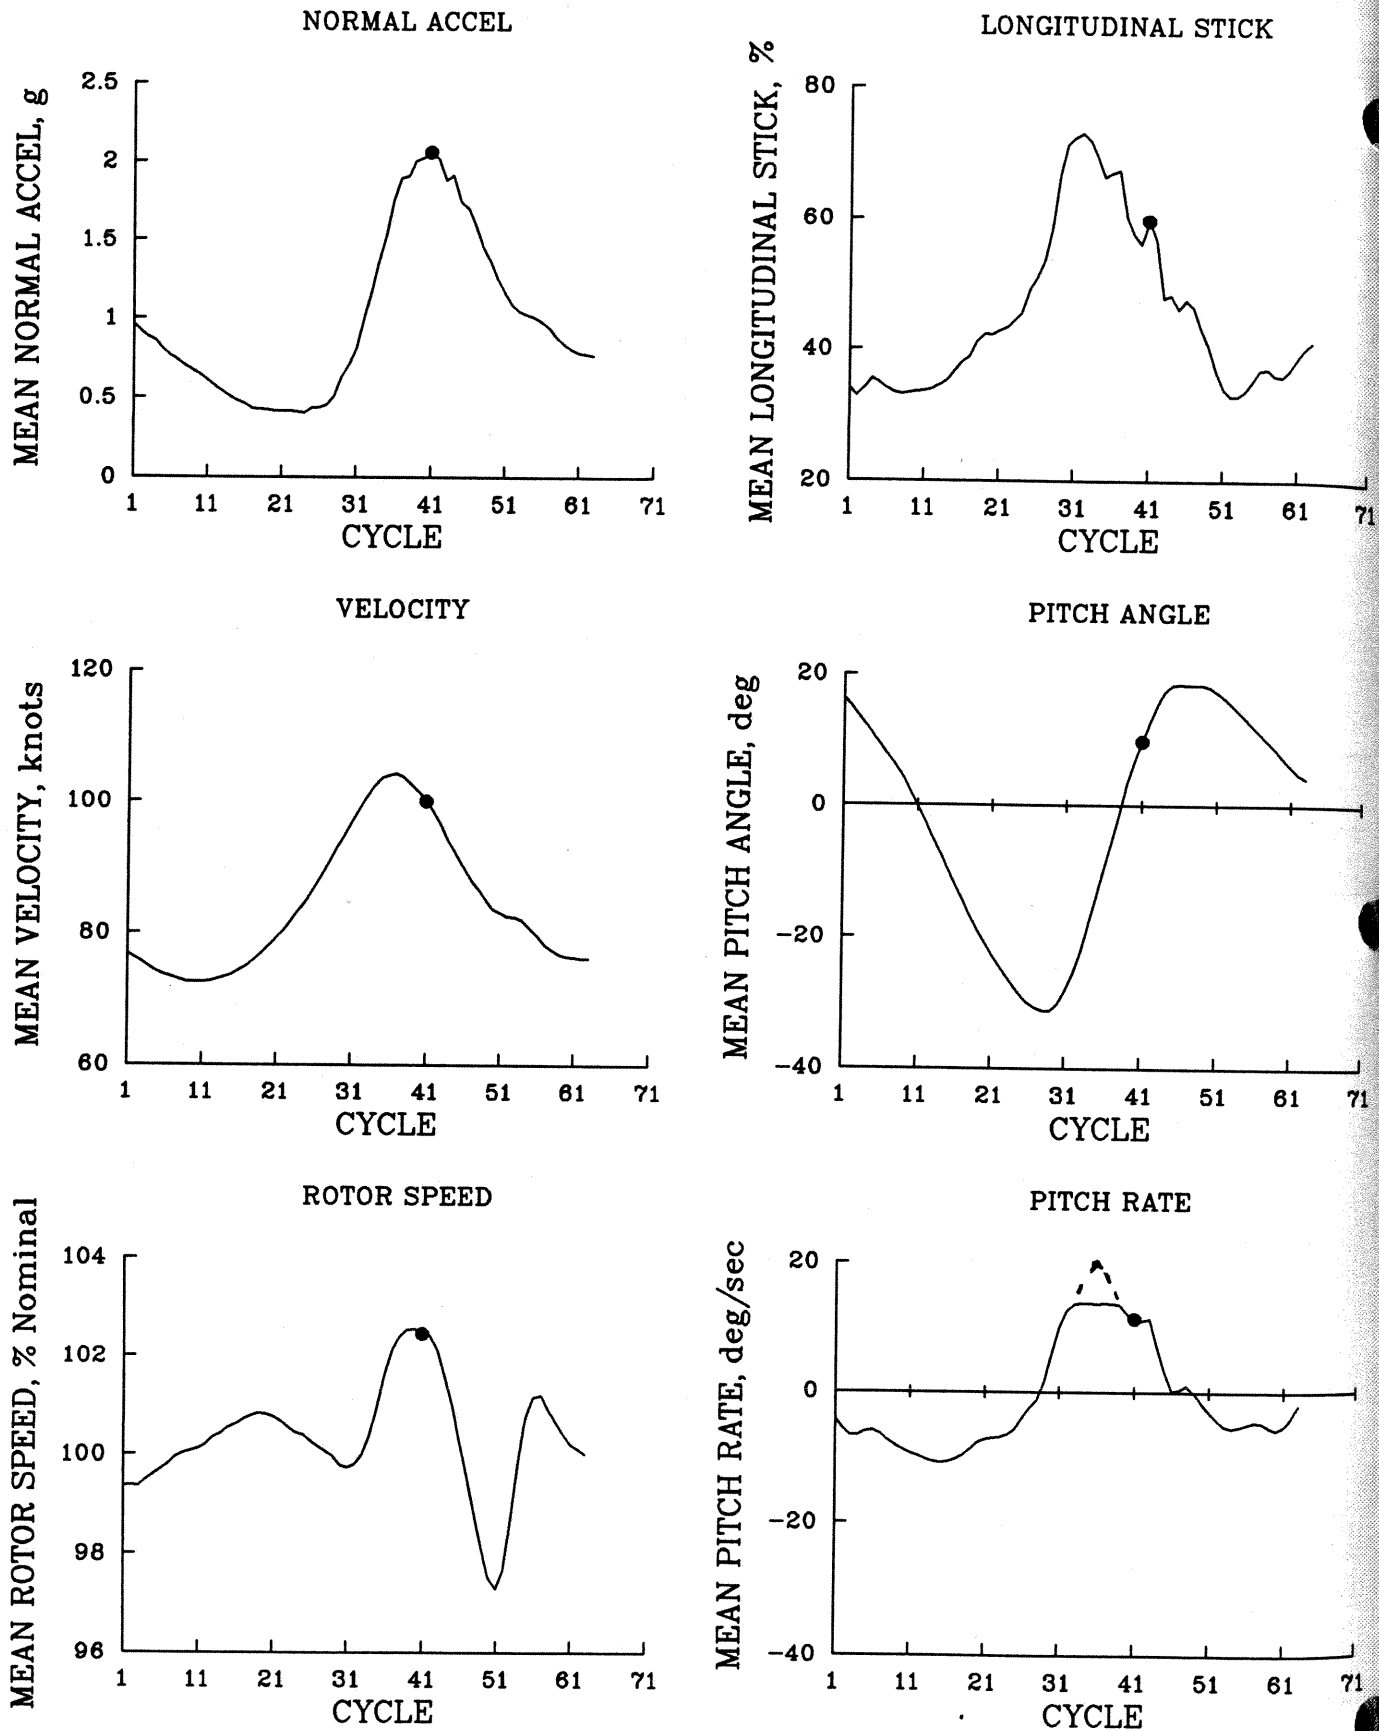 NORMAL ACCEL
MEAN NORMAL ACCEL, g
2.5
2
1.5
1
0.5
0
1 11 21 31 41 51 61 71
CYCLE
LONGITUDINAL STICK
MEAN LONGITUDINAL STICK, %
80
60
40
20
1 11 21 31 41 51 61 71
CYCLE
VELOCITY
MEAN VELOCITY, knots
120
100
80
60
1 11 21 31 41 51 61 71
CYCLE
PITCH ANGLE
MEAN PITCH ANGLE, deg
20
0
-20
-40
1 11 21 31 41 51 61 71
CYCLE
ROTOR SPEED
MEAN ROTOR SPEED, % Nominal
104
102
100
98
96
1 11 21 31 41 51 61 71
CYCLE
PITCH RATE
MEAN PITCH RATE, deg/sec
20
0
-20
-40
1 11 21 31 41 51 61 71
CYCLE